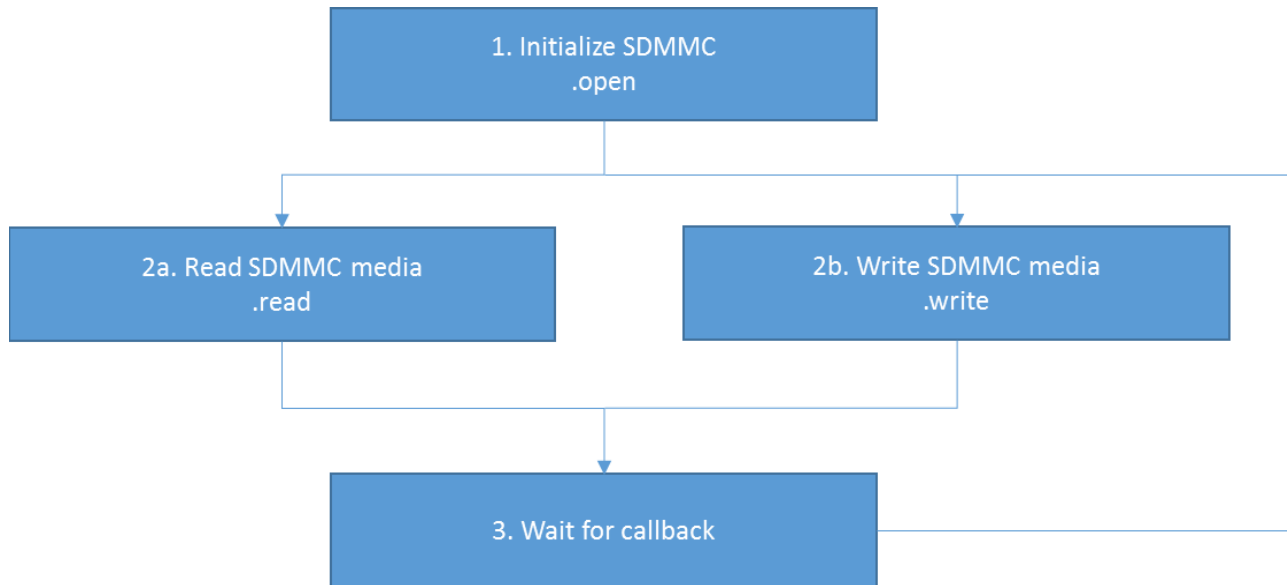 1. Initialize SDMMC
.open
2a. Read SDMMC media
.read
2b. Write SDMMC media
.write
3. Wait for callback